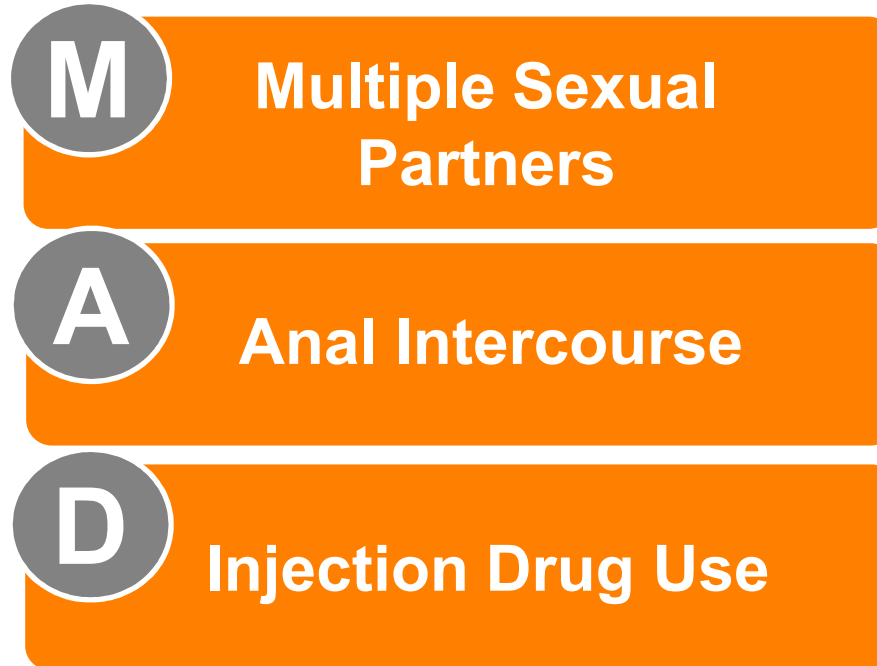 M
Multiple Sexual
Partners
A
Anal Intercourse
D
Injection Drug Use